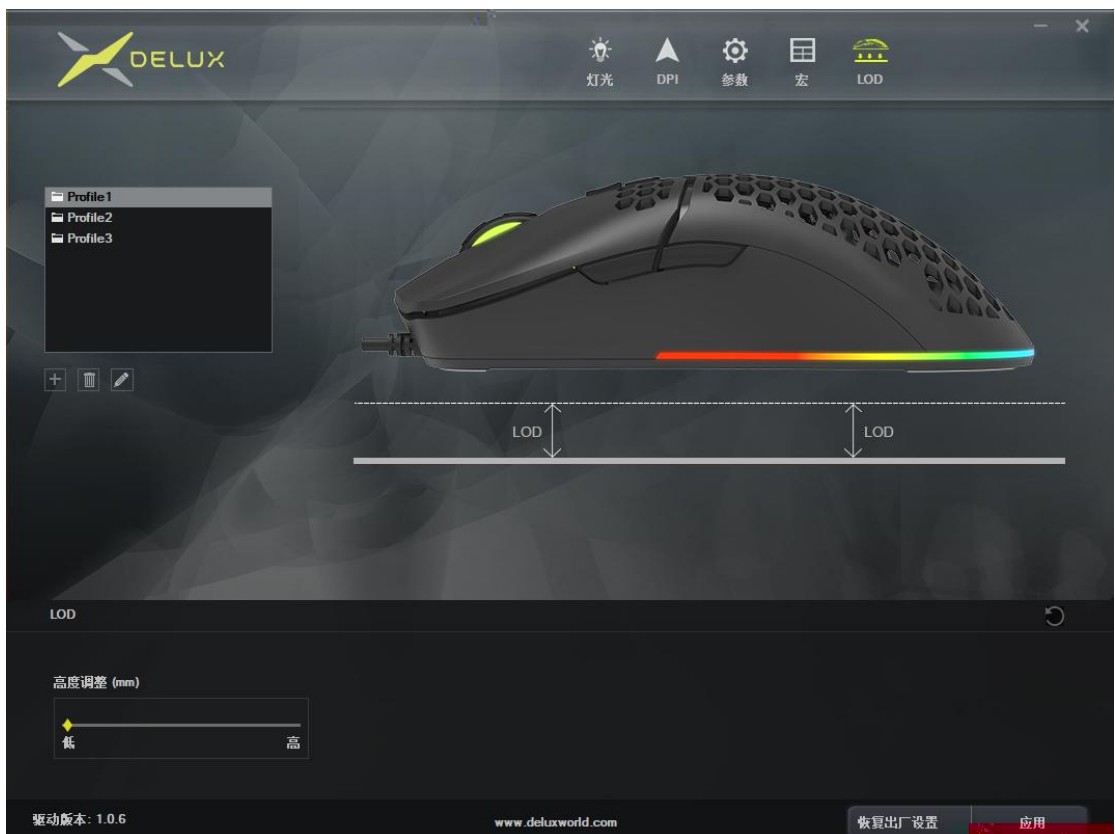 DELUX
灯光
DPI
参数
宏
LOD
Profile1
Profile2
Profile3
LOD
LOD
LOD
高度调整 (mm)
低
高
驱动版本: 1.0.6
www.deluxworld.com
恢复出厂设置
应用